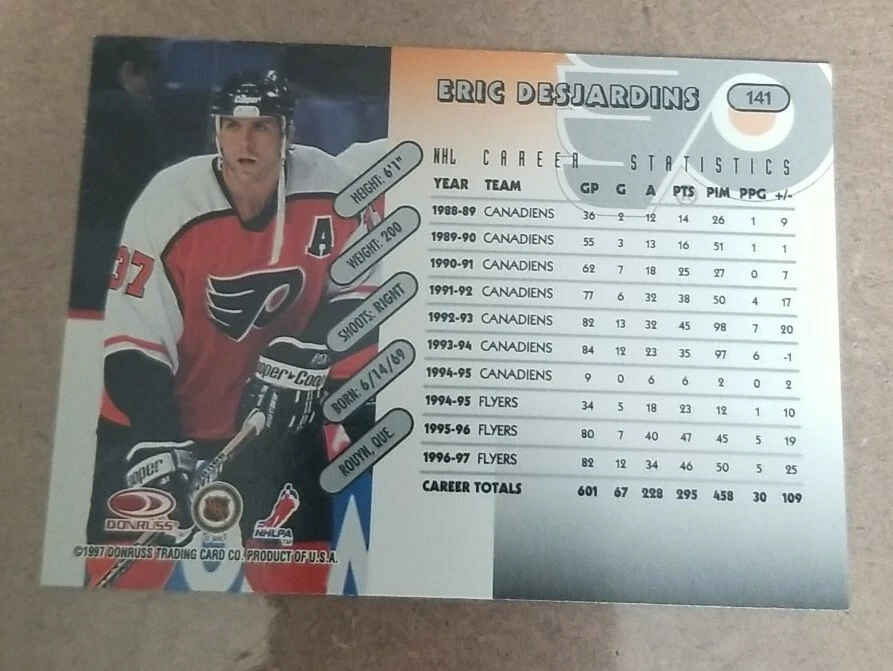 ERIC DESJARDINS 141
NHL CAREER STATISTICS
YEAR TEAM GP G A PTS PIM PPG +/-
1988-89 CANADIENS 36 2 12 14 26 1 9
1989-90 CANADIENS 55 3 13 16 51 1 1
1990-91 CANADIENS 62 7 18 25 27 0 7
1991-92 CANADIENS 77 6 32 38 50 4 17
1992-93 CANADIENS 82 13 32 45 98 7 20
1993-94 CANADIENS 84 12 23 35 97 6 -1
1994-95 CANADIENS 9 0 6 6 2 0 2
1994-95 FLYERS 34 5 18 23 12 1 10
1995-96 FLYERS 80 7 40 47 45 5 19
1996-97 FLYERS 82 12 34 46 50 5 25
CAREER TOTALS 601 67 228 295 458 30 109
HEIGHT: 6'1"
WEIGHT: 200
SHOOTS: RIGHT
BORN: 6/14/69
ROUYN, QUE
A
37
Cooper
DONRUSS
NHL
NHLPA
©1997 DONRUSS TRADING CARD CO. PRODUCT OF U.S.A.